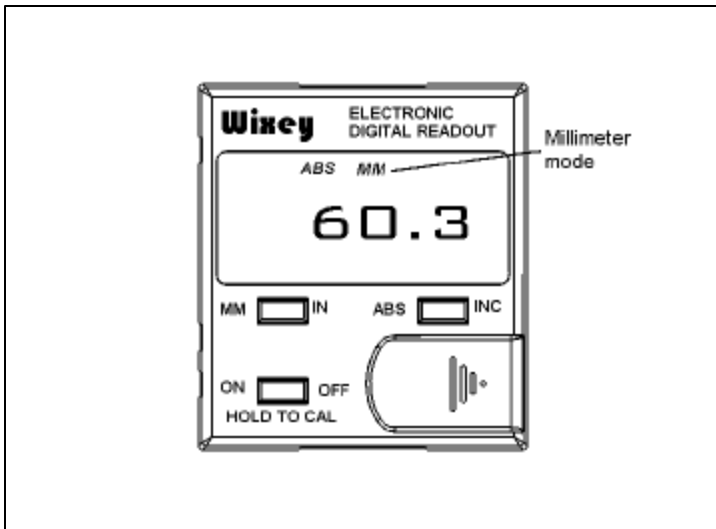 Wixey
ELECTRONIC
DIGITAL READOUT
Millimeter
mode
ABS MM
60.3
MM IN ABS INC
ON OFF
HOLD TO CAL